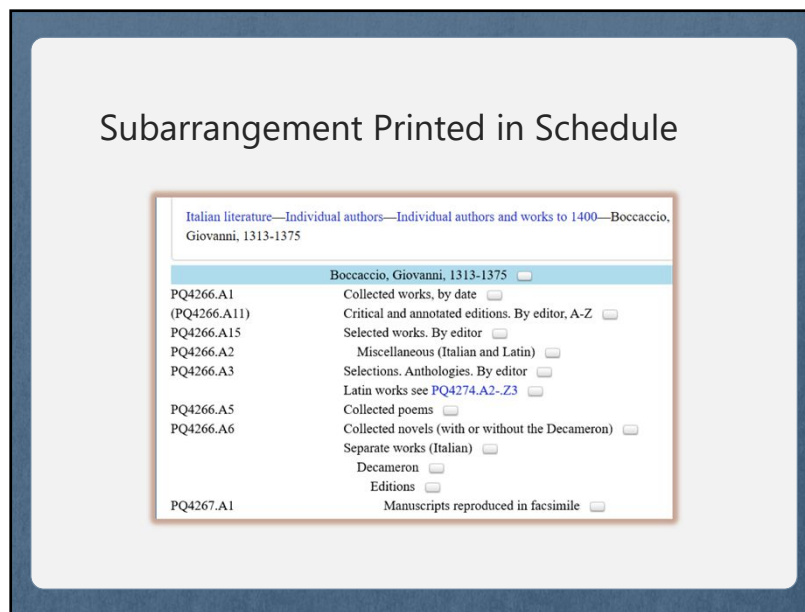 Subarrangement Printed in Schedule
Italian literature—Individual authors—Individual authors and works to 1400—Boccaccio,
Giovanni, 1313-1375
Boccaccio, Giovanni, 1313-1375
PQ4266.A1 Collected works, by date
(PQ4266.A11) Critical and annotated editions. By editor, A-Z
PQ4266.A15 Selected works. By editor
PQ4266.A2 Miscellaneous (Italian and Latin)
PQ4266.A3 Selections. Anthologies. By editor
Latin works see PQ4274.A2-.Z3
PQ4266.A5 Collected poems
PQ4266.A6 Collected novels (with or without the Decameron)
Separate works (Italian)
Decameron
Editions
PQ4267.A1 Manuscripts reproduced in facsimile